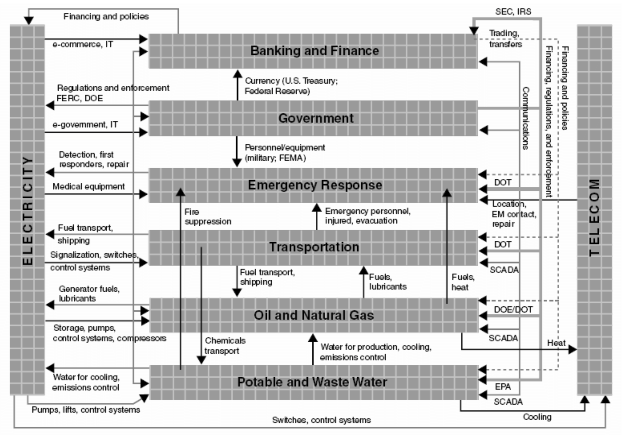 Financing and policies
SEC, IRS
e-commerce, IT
Banking and Finance
Trading,
transfers
Currency (U.S. Treasury;
Federal Reserve)
Regulations and enforcement
FERC, DOE
Government
e-government, IT
Personnel/equipment
(military; FEMA)
Communications
Financing, regulations, and enforcement
Financing and policies
Detection, first
responders, repair
Emergency Response
DOT
Medical equipment
ELECTRICITY
TELECOM
Fire
suppression
Emergency personnel,
injured, evacuation
Location,
EM contact,
repair
Fuel transport,
shipping
Transportation
DOT
Signalization, switches,
control systems
SCADA
Fuel transport,
shipping
Fuels,
lubricants
Fuels,
heat
Generator fuels,
lubricants
Oil and Natural Gas
DOE/DOT
Storage, pumps,
control systems, compressors
SCADA
Chemicals
transport
Water for production, cooling,
emissions control
Heat
Water for cooling,
emissions control
Potable and Waste Water
EPA
SCADA
Pumps, lifts, control systems
Switches, control systems
Cooling